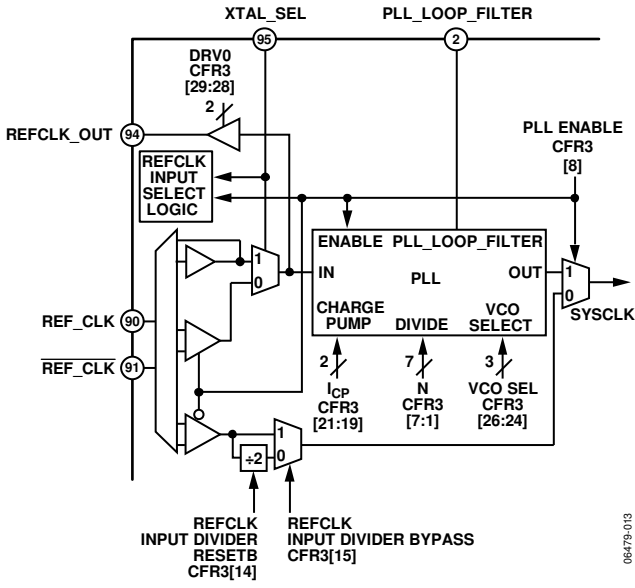 XTAL_SEL
PLL_LOOP_FILTER
95
2
DRV0
CFR3
[29:28]
2
REFCLK_OUT
94
PLL ENABLE
CFR3
[8]
REFCLK
INPUT
SELECT
LOGIC
ENABLE PLL_LOOP_FILTER
1
0
IN
PLL
OUT
1
0
SYSCLK
CHARGE
PUMP
DIVIDE
VCO
SELECT
REF_CLK
90
REF_CLK
91
2
7
3
ICP
CFR3
[21:19]
N
CFR3
[7:1]
VCO SEL
CFR3
[26:24]
÷2
1
0
REFCLK
INPUT DIVIDER
RESETB
CFR3[14]
REFCLK
INPUT DIVIDER BYPASS
CFR3[15]
06479-013